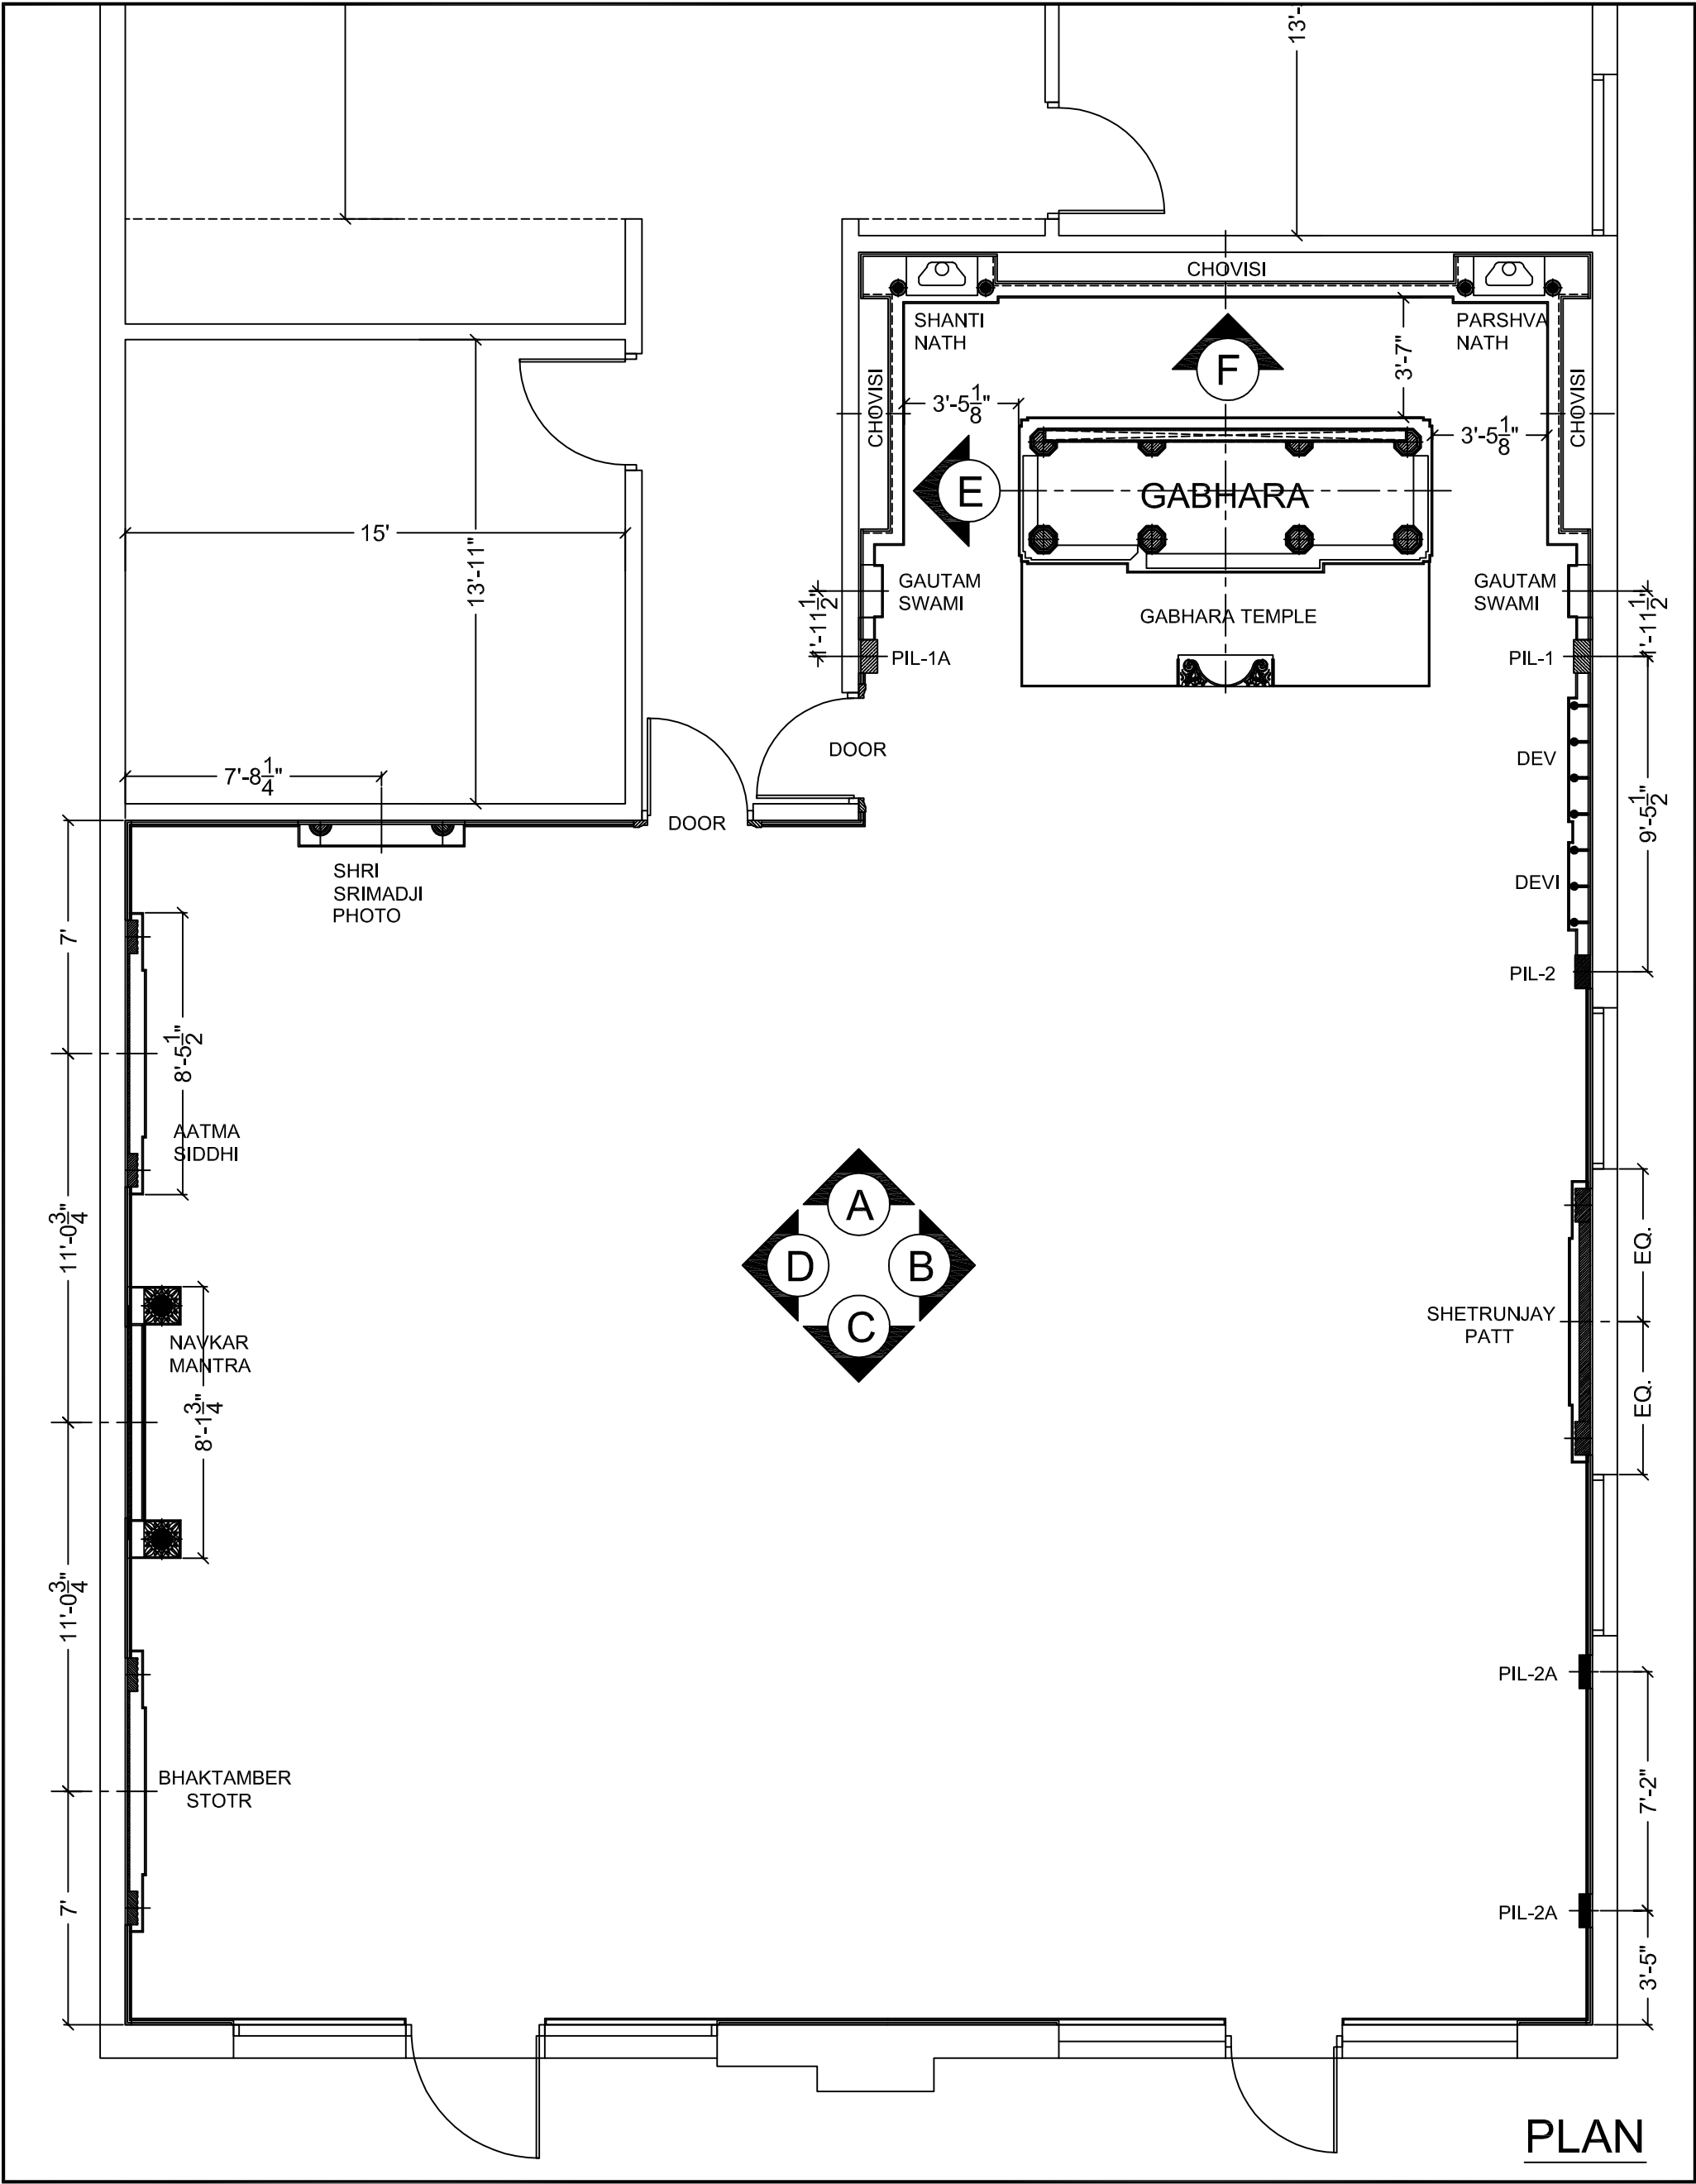 13'-
CHOVISI
SHANTI
NATH
PARSHVA
NATH
3'-7"
F
CHOVISI
CHOVISI
3'-5 1/8"
3'-5 1/8"
E
GABHARA
15'
13'-11"
GAUTAM
SWAMI
GAUTAM
SWAMI
1'-11 1/2"
1'-11 1/2"
GABHARA TEMPLE
PIL-1A
PIL-1
DOOR
DEV
7'-8 1/4"
9'-5 1/2"
DOOR
SHRI
SRIMADJI
PHOTO
DEVI
7'
PIL-2
8'-5 1/2"
AATMA
SIDDHI
11'-0 3/4"
A
D
B
C
EQ.
SHETRUNJAY
PATT
NAVKAR
MANTRA
8'-1 3/4"
EQ.
11'-0 3/4"
PIL-2A
BHAKTAMBER
STOTR
7'-2"
7'
PIL-2A
3'-5"
PLAN